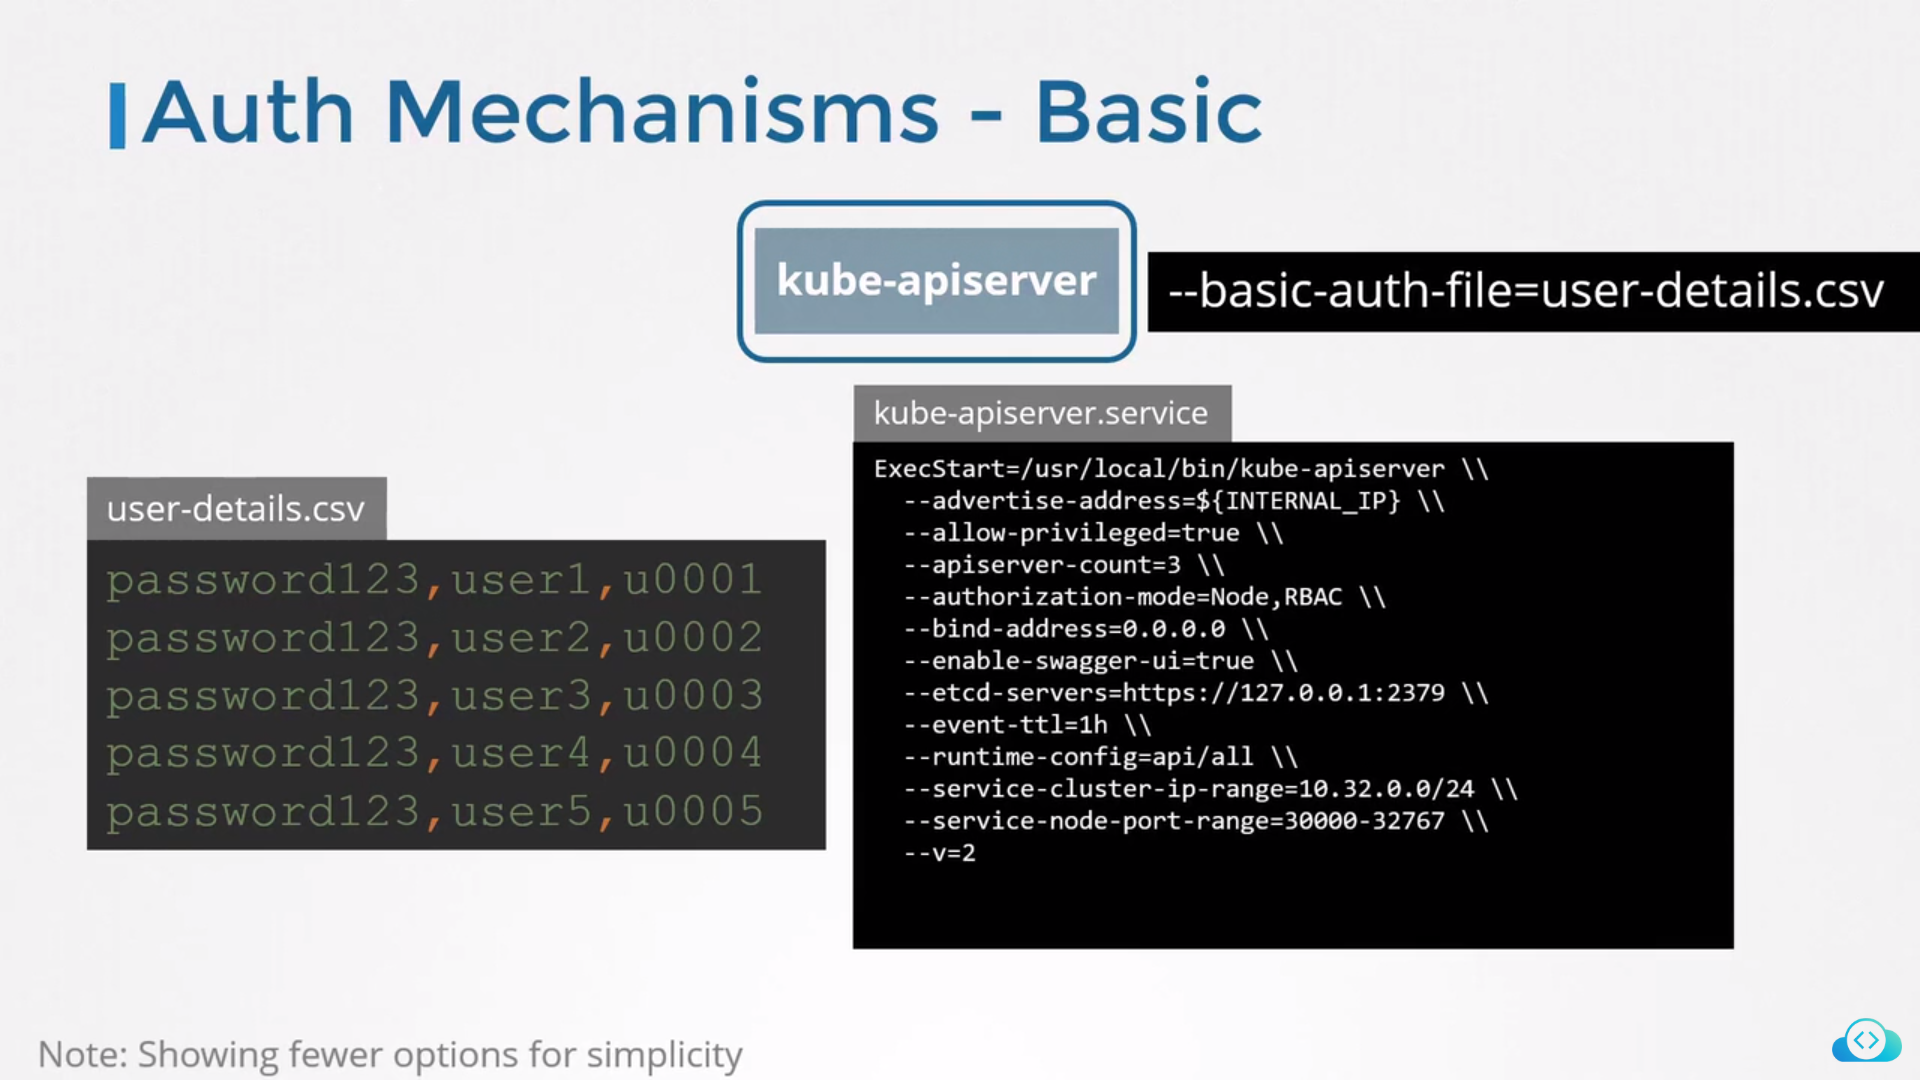 Auth Mechanisms - Basic
kube-apiserver
--basic-auth-file=user-details.csv
user-details.csv
password123,user1,u0001
password123,user2,u0002
password123,user3,u0003
password123,user4,u0004
password123,user5,u0005
kube-apiserver.service
ExecStart=/usr/local/bin/kube-apiserver \\
--advertise-address=${INTERNAL_IP} \\
--allow-privileged=true \\
--apiserver-count=3 \\
--authorization-mode=Node,RBAC \\
--bind-address=0.0.0.0 \\
--enable-swagger-ui=true \\
--etcd-servers=https://127.0.0.1:2379 \\
--event-ttl=1h \\
--runtime-config=api/all \\
--service-cluster-ip-range=10.32.0.0/24 \\
--service-node-port-range=30000-32767 \\
--v=2
Note: Showing fewer options for simplicity